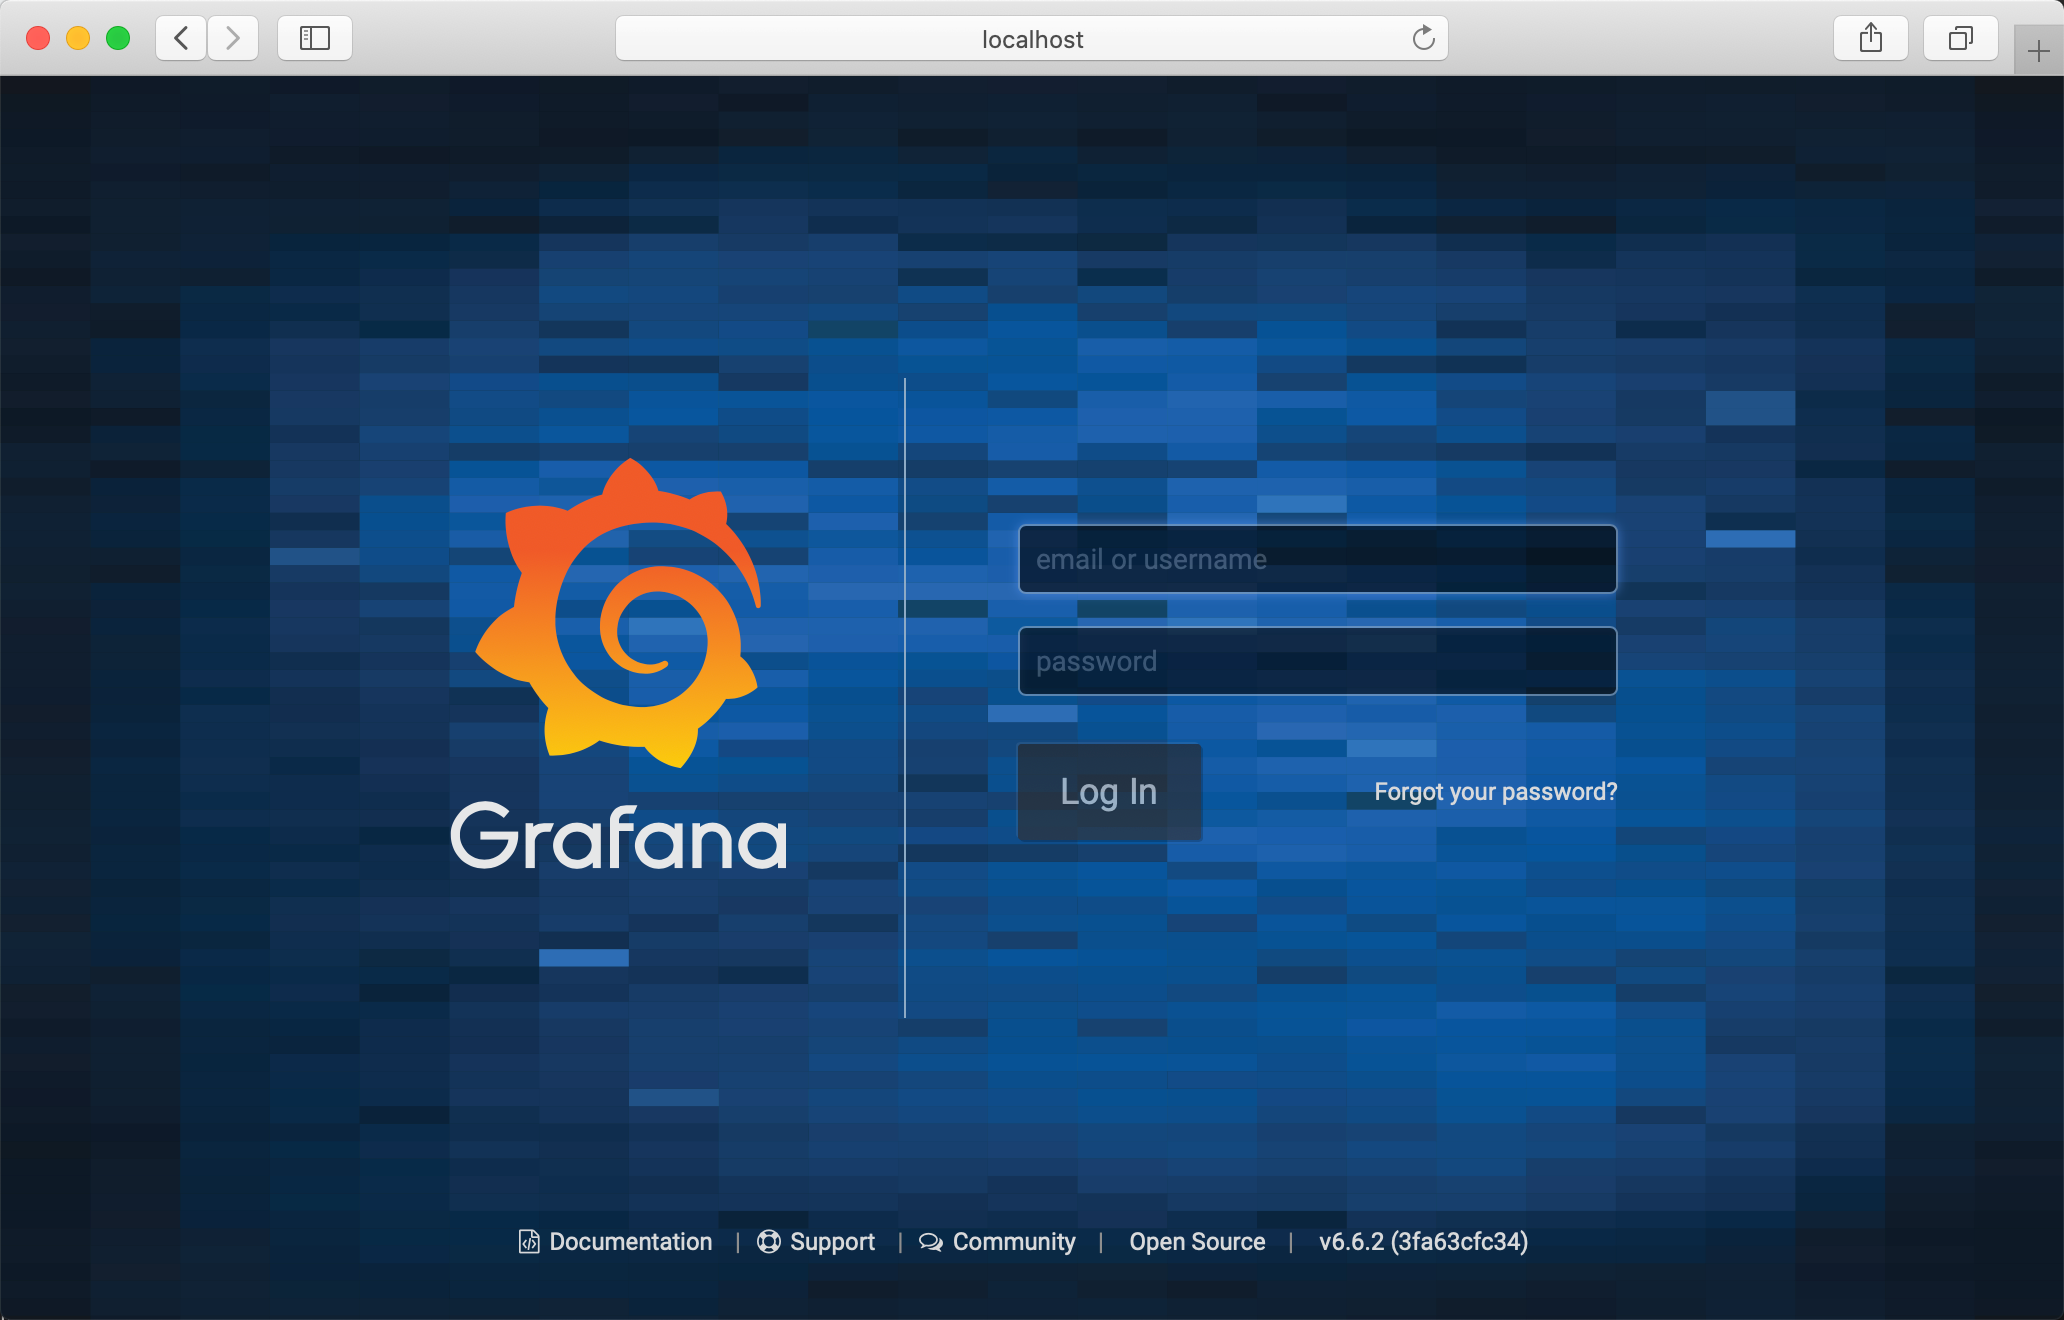 localhost
email or username
password
Log In
Forgot your password?
Grafana
Documentation | Support | Community | Open Source | v6.6.2 (3fa63cfc34)